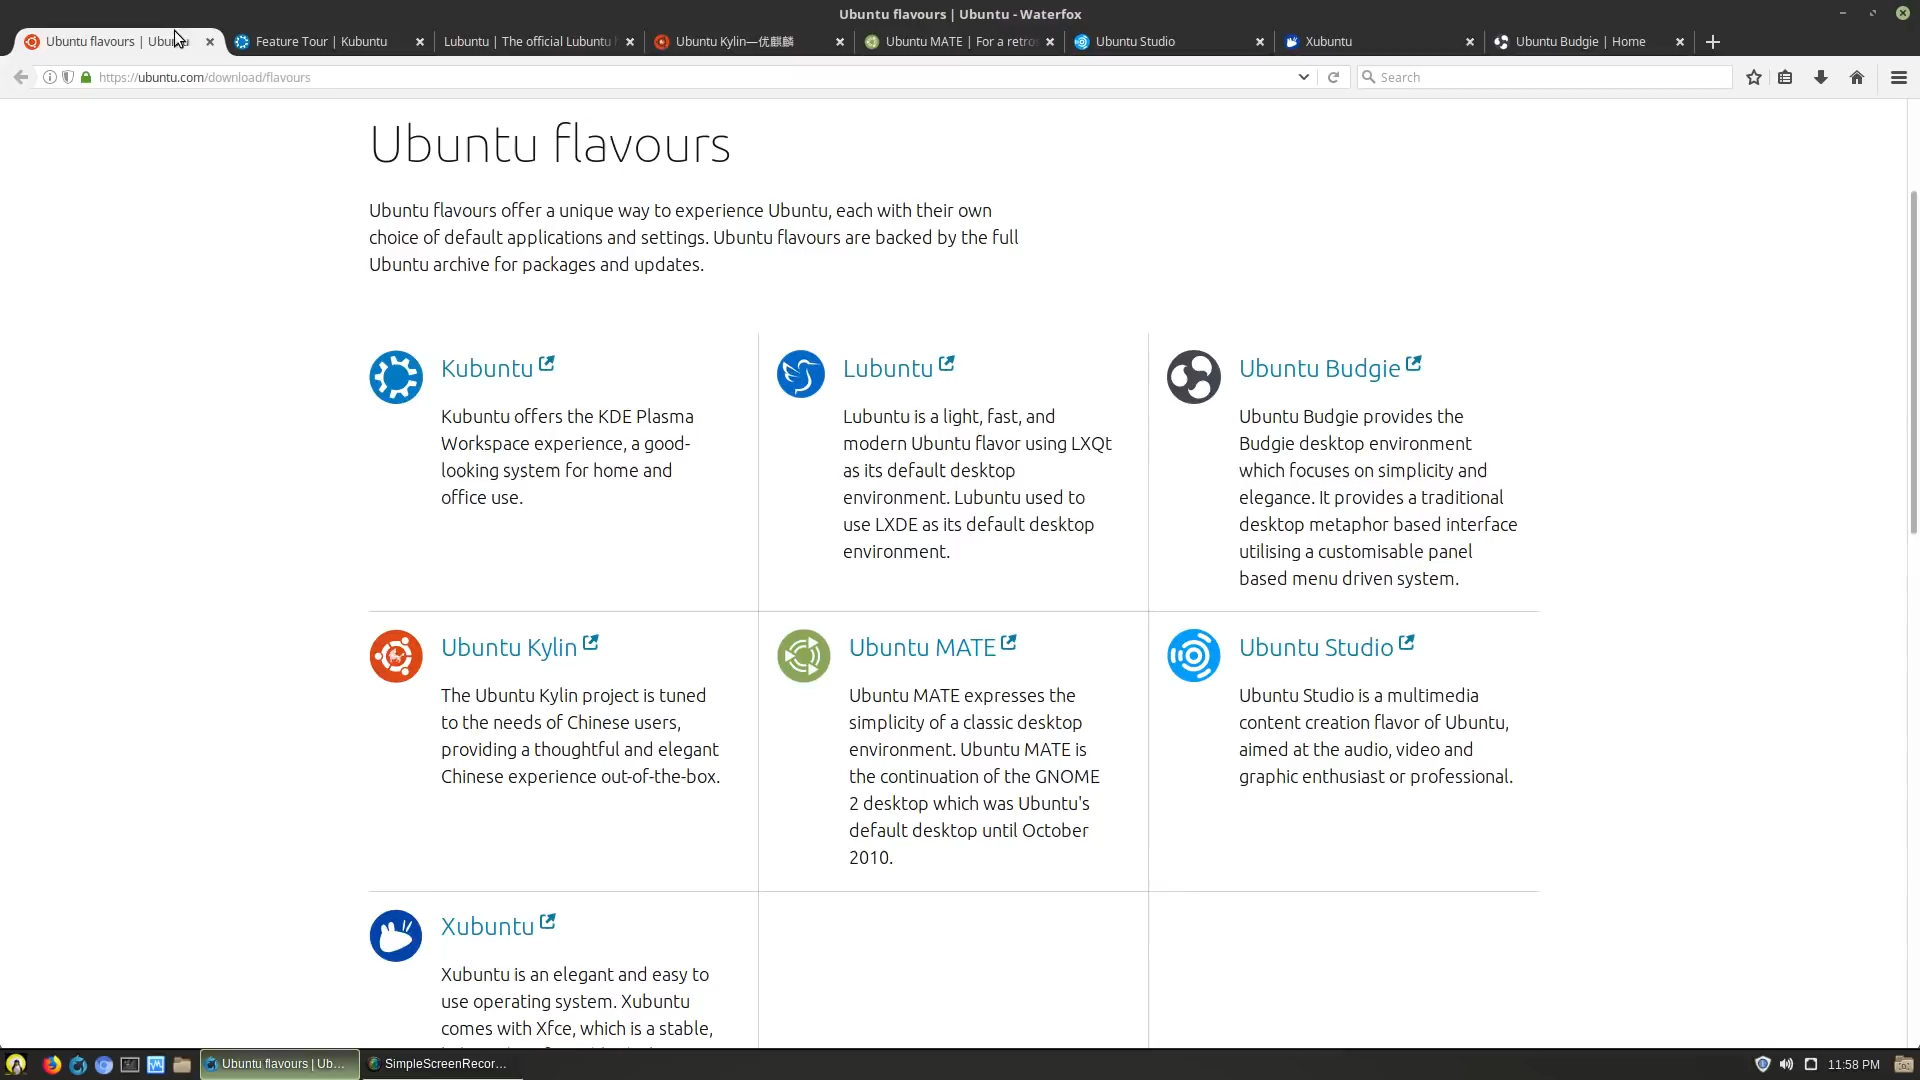 Ubuntu flavours | Ubuntu - Waterfox
Ubuntu flavours | Ubuntu
Feature Tour | Kubuntu
Lubuntu | The official Lubuntu
Ubuntu Kylin—优麒麟
Ubuntu MATE | For a retros
Ubuntu Studio
Xubuntu
Ubuntu Budgie | Home
https://ubuntu.com/download/flavours
Search
Ubuntu flavours
Ubuntu flavours offer a unique way to experience Ubuntu, each with their own
choice of default applications and settings. Ubuntu flavours are backed by the full
Ubuntu archive for packages and updates.
Kubuntu
Kubuntu offers the KDE Plasma
Workspace experience, a good-
looking system for home and
office use.
Lubuntu
Lubuntu is a light, fast, and
modern Ubuntu flavor using LXQt
as its default desktop
environment. Lubuntu used to
use LXDE as its default desktop
environment.
Ubuntu Budgie
Ubuntu Budgie provides the
Budgie desktop environment
which focuses on simplicity and
elegance. It provides a traditional
desktop metaphor based interface
utilising a customisable panel
based menu driven system.
Ubuntu Kylin
The Ubuntu Kylin project is tuned
to the needs of Chinese users,
providing a thoughtful and elegant
Chinese experience out-of-the-box.
Ubuntu MATE
Ubuntu MATE expresses the
simplicity of a classic desktop
environment. Ubuntu MATE is
the continuation of the GNOME
2 desktop which was Ubuntu's
default desktop until October
2010.
Ubuntu Studio
Ubuntu Studio is a multimedia
content creation flavor of Ubuntu,
aimed at the audio, video and
graphic enthusiast or professional.
Xubuntu
Xubuntu is an elegant and easy to
use operating system. Xubuntu
comes with Xfce, which is a stable,
Ubuntu flavours | Ub...
SimpleScreenRecor...
11:58 PM